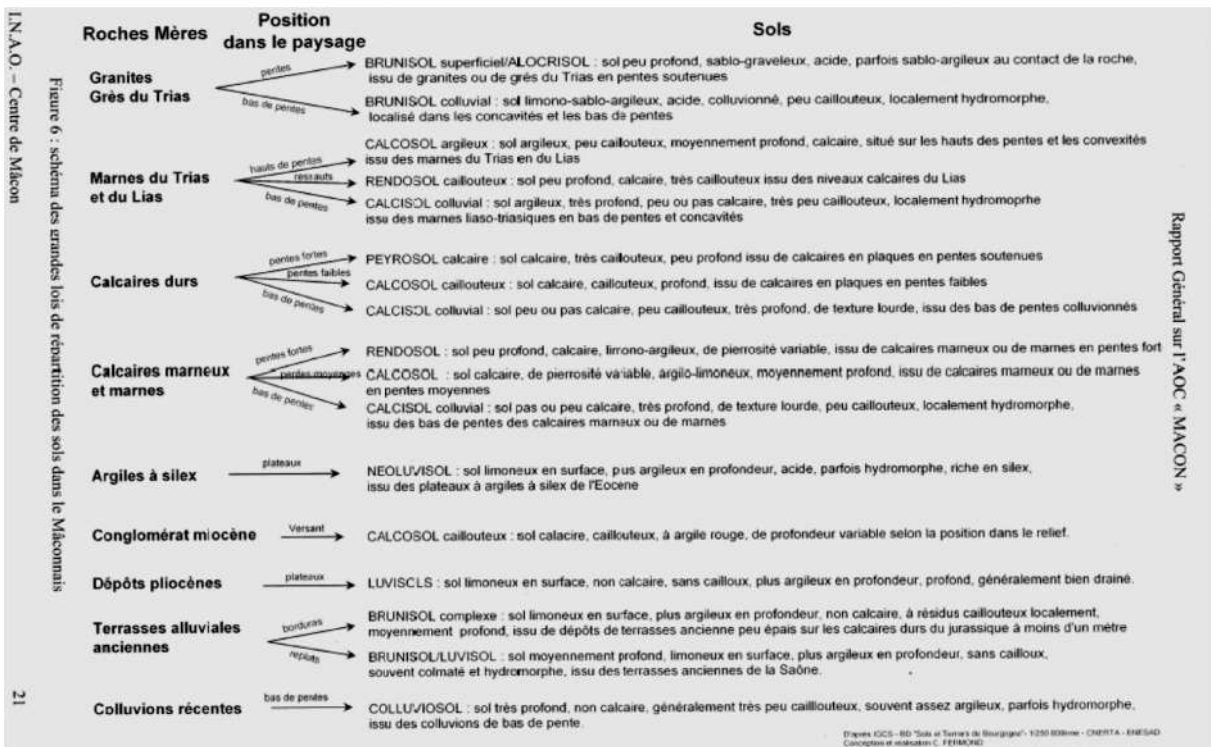 I.N.A.O. – Centre de Mâcon
21
Figure 6 : schéma des grandes lois de répartition des sols dans le Mâconnais
Rapport Général sur l'AOC « MACON »
Roches Mères
Position
dans le paysage
Sols
Granites
Grès du Trias
pentes
BRUNISOL superficiel/ALOCRISOL : sol peu profond, sablo-graveleux, acide, parfois sablo-argileux au contact de la roche,
issu de granites ou de grès du Trias en pentes soutenues
bas de pentes
BRUNISOL colluvial : sol limono-sablo-argileux, acide, colluvionné, peu caillouteux, localement hydromorphe,
localisé dans les concavités et les bas de pentes
Marnes du Trias
et du Lias
hauts de pentes
CALCOSOL argileux : sol argileux, peu caillouteux, moyennement profond, calcaire, situé sur les hauts des pentes et les convexités
issu des marnes du Trias en du Lias
ressauts
RENDOSOL caillouteux : sol peu profond, calcaire, très caillouteux issu des niveaux calcaires du Lias
bas de pentes
CALCISOL colluvial : sol argileux, très profond, peu ou pas calcaire, très peu caillouteux, localement hydromoprhe
issu des marnes liaso-triasiques en bas de pentes et concavités
Calcaires durs
pentes fortes
PEYROSOL calcaire : sol calcaire, très caillouteux, peu profond issu de calcaires en plaques en pentes soutenues
pentes faibles
CALCOSOL caillouteux : sol calcaire, caillouteux, profond, issu de calcaires en plaques en pentes faibles
bas de pentes
CALCISOL colluvial : sol peu ou pas calcaire, peu caillouteux, très profond, de texture lourde, issu des bas de pentes colluvionnés
Calcaires marneux
et marnes
pentes fortes
RENDOSOL : sol peu profond, calcaire, limono-argileux, de pierrosité variable, issu de calcaires marneux ou de marnes en pentes fort
pentes moyennes
CALCOSOL : sol calcaire, de pierrosité variable, argilo-limoneux, moyennement profond, issu de calcaires marneux ou de marnes
en pentes moyennes
bas de pentes
CALCISOL colluvial : sol pas ou peu calcaire, très profond, de texture lourde, peu caillouteux, localement hydromorphe,
issu des bas de pentes des calcaires marneux ou de marnes
Argiles à silex
plateaux
NEOLUVISOL : sol limoneux en surface, pus argileux en profondeur, acide, parfois hydromorphe, riche en silex,
issu des plateaux à argiles à silex de l'Eocene
Conglomérat miocène
Versant
CALCOSOL caillouteux : sol calacire, caillouteux, à argile rouge, de profondeur variable selon la position dans le relief.
Dépôts pliocènes
plateaux
LUVISOLS : sol limoneux en surface, non calcaire, sans cailloux, plus argileux en profondeur, profond, généralement bien drainé.
Terrasses alluviales
anciennes
bordures
BRUNISOL complexe : sol limoneux en surface, plus argileux en profondeur, non calcaire, à résidus caillouteux localement,
moyennement profond, issu de dépôts de terrasses ancienne peu épais sur les calcaires durs du jurassique à moins d'un mètre
replats
BRUNISOL/LUVISOL : sol moyennement profond, limoneux en surface, plus argileux en profondeur, sans cailloux,
souvent colmaté et hydromorphe, issu des terrasses anciennes de la Saône.
Colluvions récentes
bas de pentes
COLLUVIOSOL : sol très profond, non calcaire, généralement très peu cailllouteux, souvent assez argileux, parfois hydromorphe,
issu des colluvions de bas de pente.
D'après IGCS - BD "Sols et Terroirs de Bourgogne"- 1/250 000ème - CNERTA - ENESAD
Conception et réalisation C. FERMOND